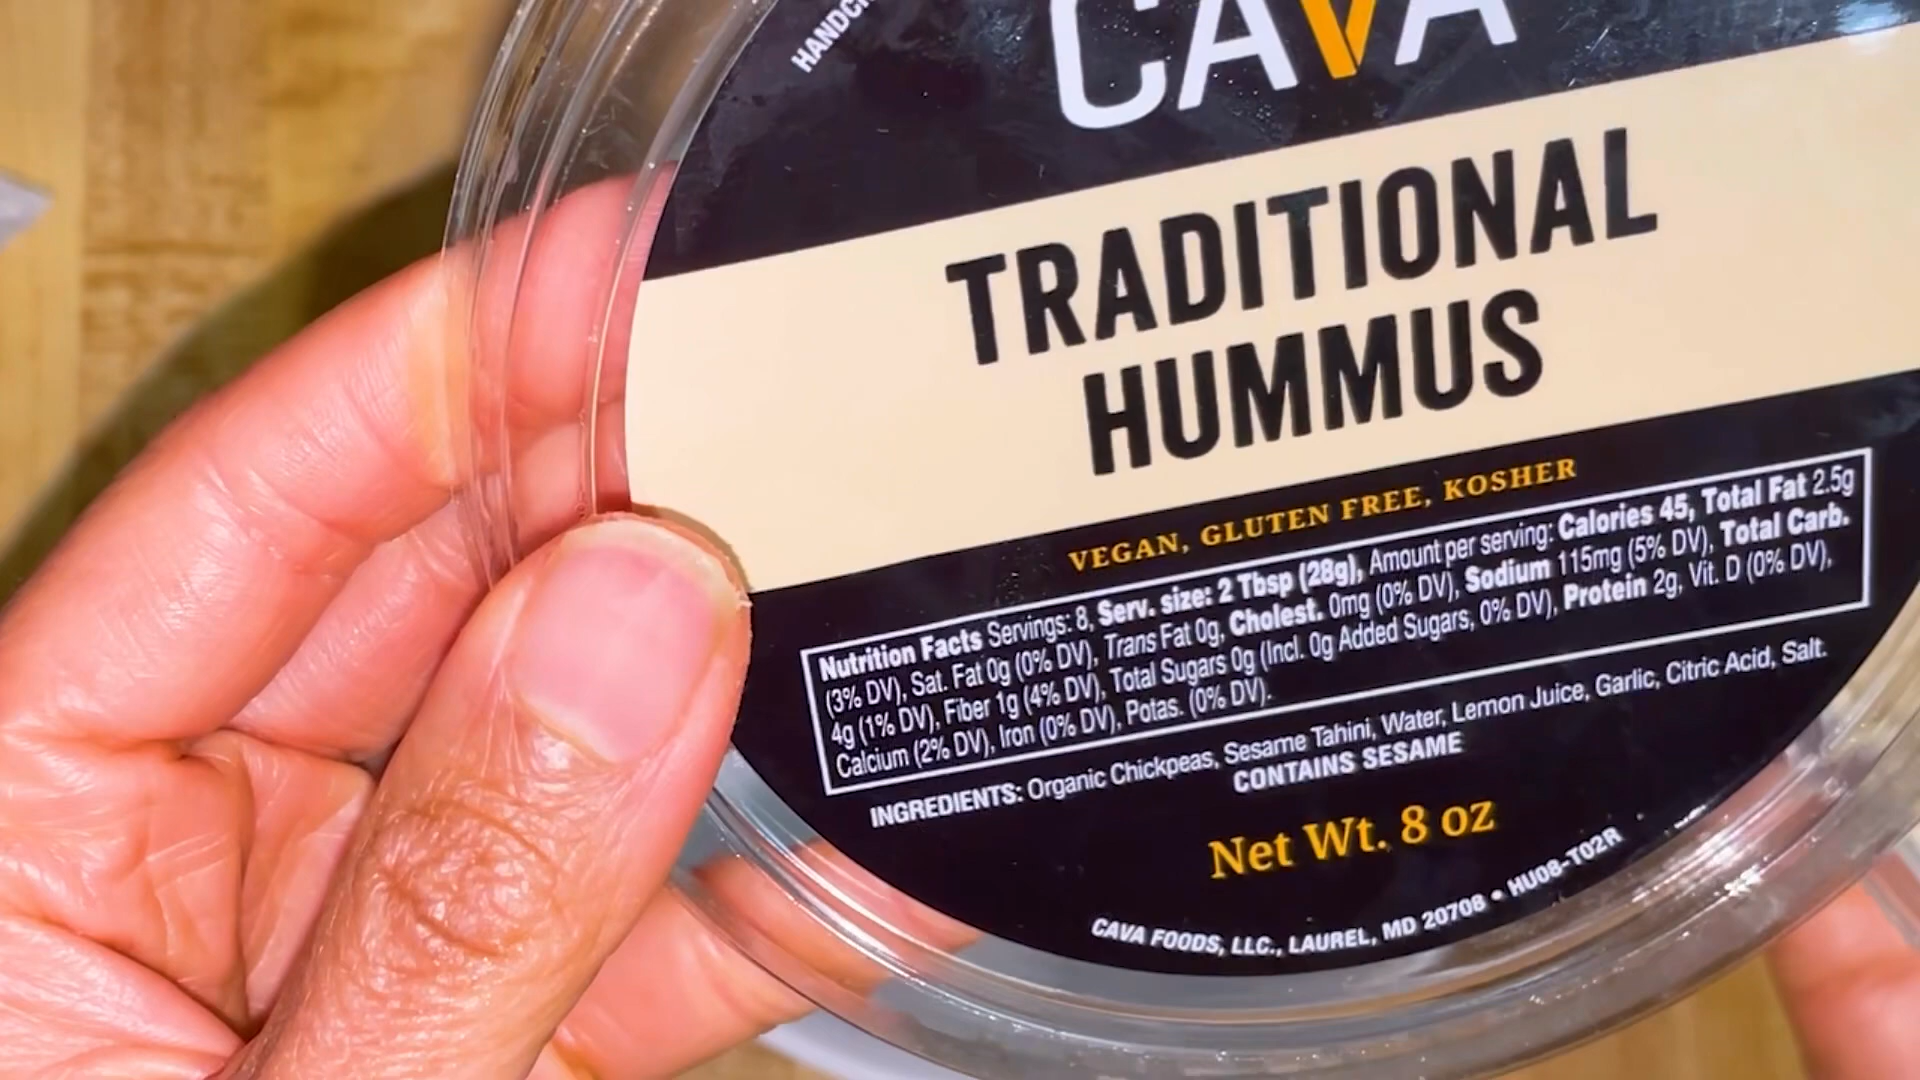 CAVA
TRADITIONAL
HUMMUS
VEGAN, GLUTEN FREE, KOSHER
Nutrition Facts Servings: 8, Serv. size: 2 Tbsp (28g), Amount per serving: Calories 45, Total Fat 2.5g
(3% DV), Sat. Fat 0g (0% DV), Trans Fat 0g, Cholest. 0mg (0% DV), Sodium 115mg (5% DV), Total Carb.
4g (1% DV), Fiber 1g (4% DV), Total Sugars 0g (Incl. 0g Added Sugars, 0% DV), Protein 2g, Vit. D (0% DV),
Calcium (2% DV), Iron (0% DV), Potas. (0% DV).
INGREDIENTS: Organic Chickpeas, Sesame Tahini, Water, Lemon Juice, Garlic, Citric Acid, Salt.
CONTAINS SESAME
Net Wt. 8 oz
CAVA FOODS, LLC., LAUREL, MD 20708 • HU08-T02R